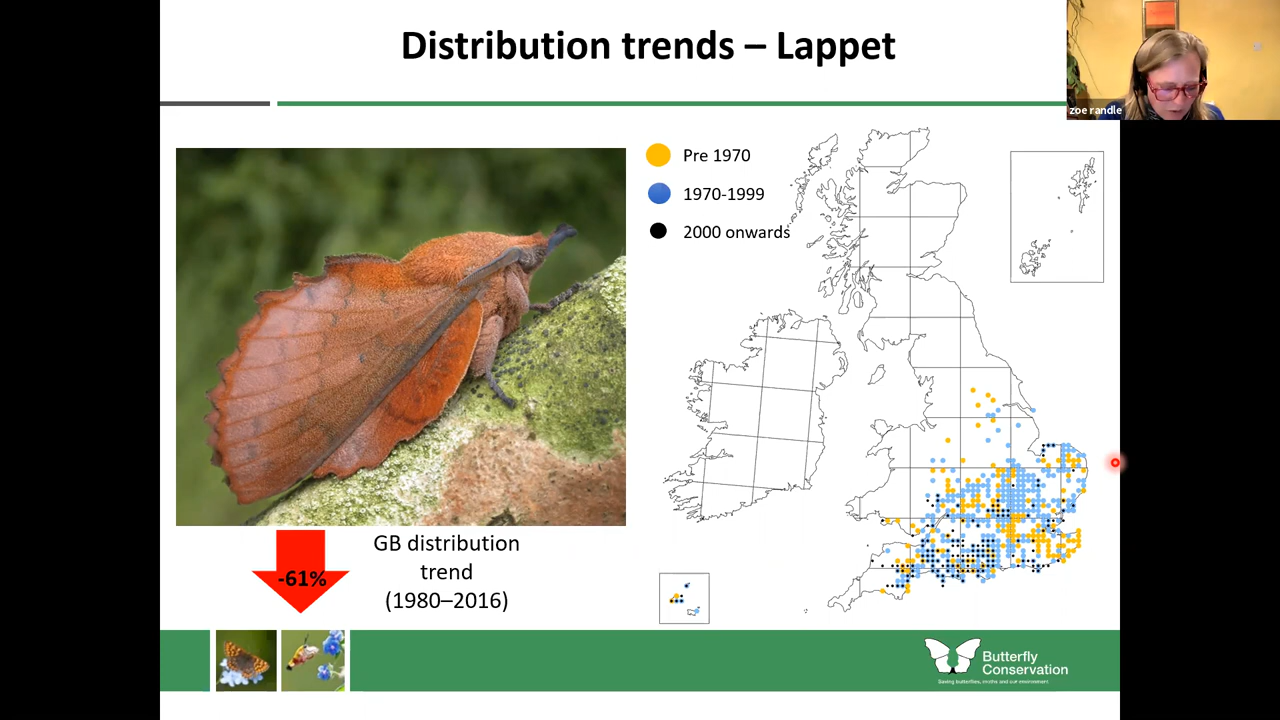 Distribution trends – Lappet
zoe randle
Pre 1970
1970-1999
2000 onwards
-61%
GB distribution
trend
(1980–2016)
Butterfly
Conservation
Saving butterflies, moths and our environment